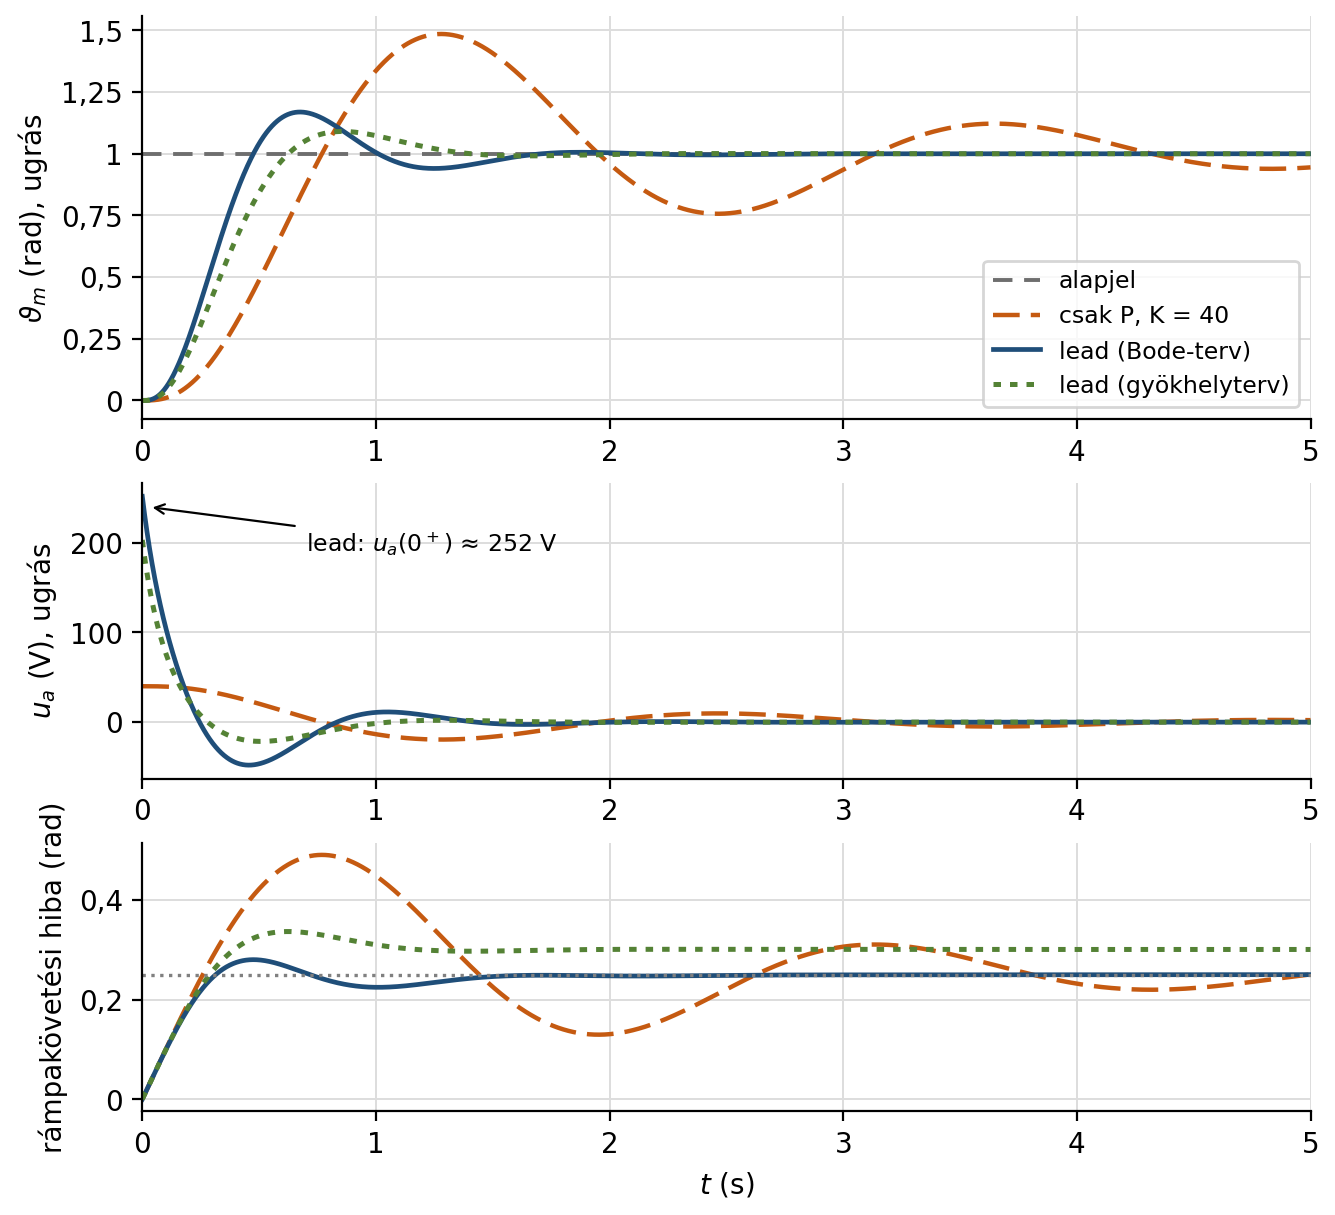 ϑm (rad), ugrás
1,5
1,25
1
0,75
0,5
0,25
0
0 1 2 3 4 5
alapjel
csak P, K = 40
lead (Bode-terv)
lead (gyökhelyterv)
ua (V), ugrás
200
100
0
lead: ua(0+) ≈ 252 V
0 1 2 3 4 5
rámpakövetési hiba (rad)
0,4
0,2
0
0 1 2 3 4 5
t (s)